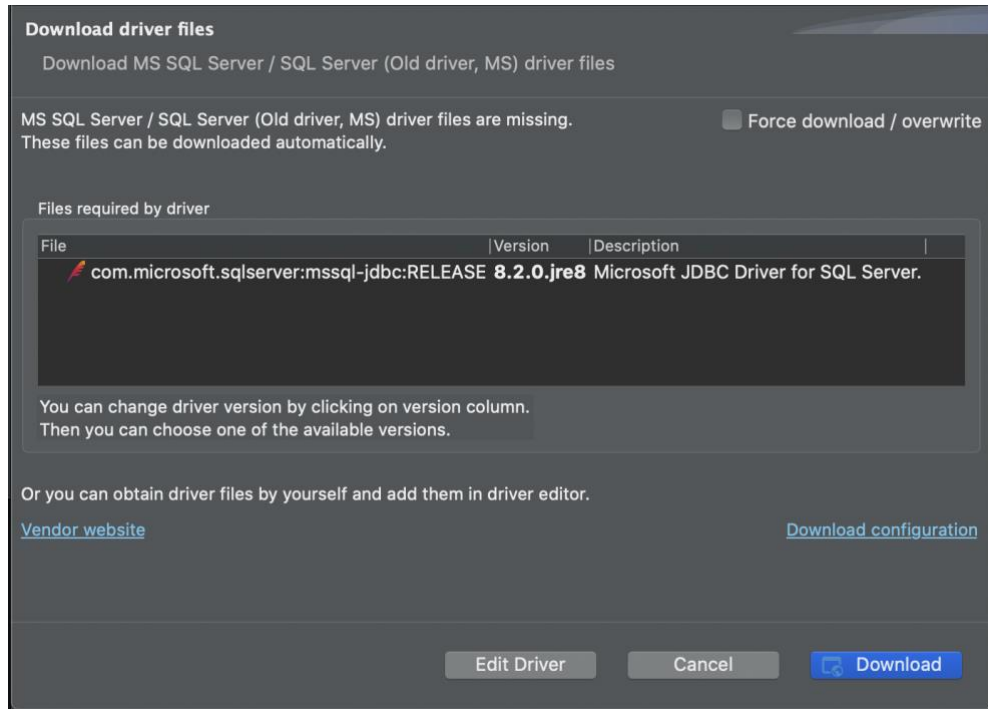 Download driver files
Download MS SQL Server / SQL Server (Old driver, MS) driver files
MS SQL Server / SQL Server (Old driver, MS) driver files are missing.
These files can be downloaded automatically.
Force download / overwrite
Files required by driver
File Version Description
com.microsoft.sqlserver:mssql-jdbc:RELEASE 8.2.0.jre8 Microsoft JDBC Driver for SQL Server.
You can change driver version by clicking on version column.
Then you can choose one of the available versions.
Or you can obtain driver files by yourself and add them in driver editor.
Vendor website Download configuration
Edit Driver Cancel Download